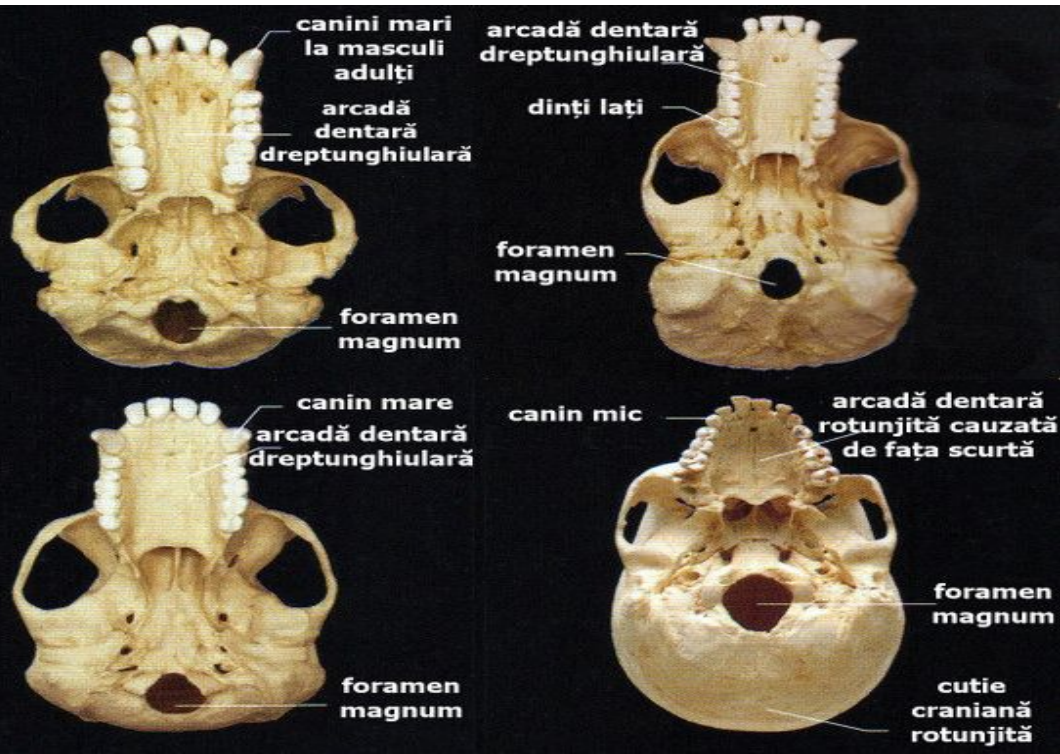 canini mari
la masculi
adulți
arcadă
dentară
dreptunghiulară
foramen
magnum
arcadă dentară
dreptunghiulară
dinți lați
foramen
magnum
canin mare
arcadă dentară
dreptunghiulară
foramen
magnum
canin mic
arcadă dentară
rotunjită cauzată
de fața scurtă
foramen
magnum
cutie
craniană
rotunjită